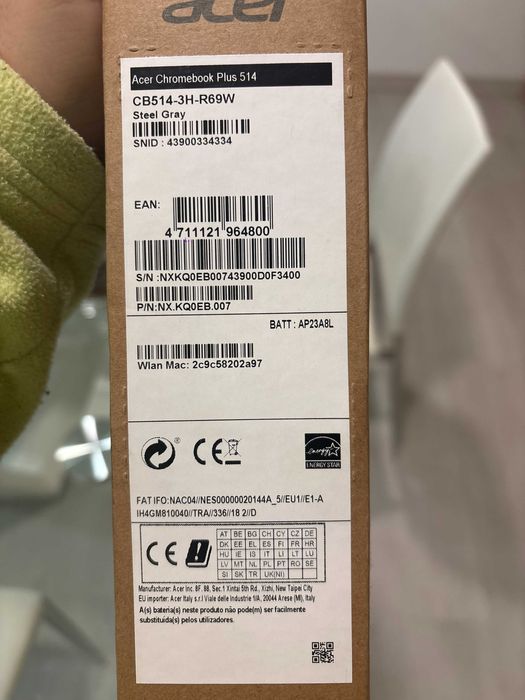 acer
Acer Chromebook Plus 514
CB514-3H-R69W
Steel Gray
SNID : 43900334334
EAN:
4 711121 964800
S/N :NXKQ0EB00743900D0F3400
P/N:NX.KQ0EB.007
BATT : AP23A8L
Wlan Mac: 2c9c58202a97
CE
energy
ENERGY STAR
FAT IFO:NAC04//NES00000020144A_5//EU1//E1-A
IH4GM810040//TRA//336//18 2//D
CE
AT BE BG CH CY CZ DE
DK EE EL ES FI FR HR
HU IE IS IT LI LT LU
LV MT NL PL PT RO SE
SI SK TR UK(NI)
Manufacturer: Acer Inc. 8F, 88, Sec.1 Xintai 5th Rd., Xizhi, New Taipei City
EU importer: Acer Italy s.r.l Viale delle Industrie 1/A, 20044 Arese (MI), Italy
A(s) bateria(s) neste produto não pode(m) ser facilmente
substituída(s) pelos utilizadores.